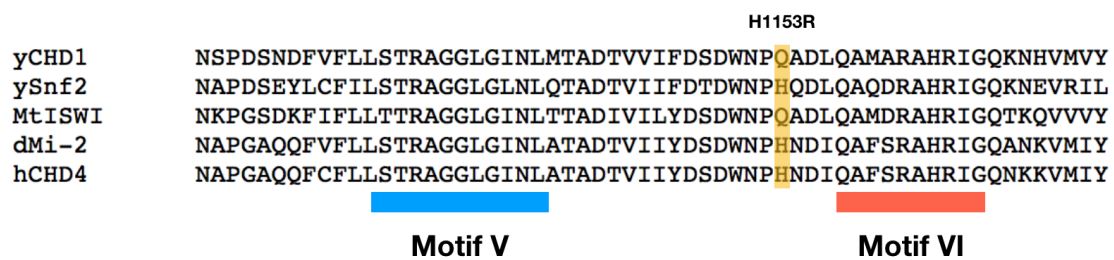 H1153R
yCHD1 NSPDSNDFVFLLSTRAGGLGINLMTADTVVIFDSDWNPQADLQAMARAHRIGQKNHVMVY
ySnf2 NAPDSEYLCFILSTRAGGLGLNLQTADTVIIFDTDWNPHQDLQAQDRAHRIGQKNEVRIL
MtISWI NKPGSDKFIFLLTTRAGGLGINLTTADIVILYDSDWNPQADLQAMDRAHRIGQTKQVVVY
dMi-2 NAPGAQQFVFLLSTRAGGLGINLATADTVIIYDSDWNPHNDIQAFSRAHRIGQANKVMIY
hCHD4 NAPGAQQFCFLLSTRAGGLGINLATADTVIIYDSDWNPHNDIQAFSRAHRIGQNKKVMIY
Motif V Motif VI